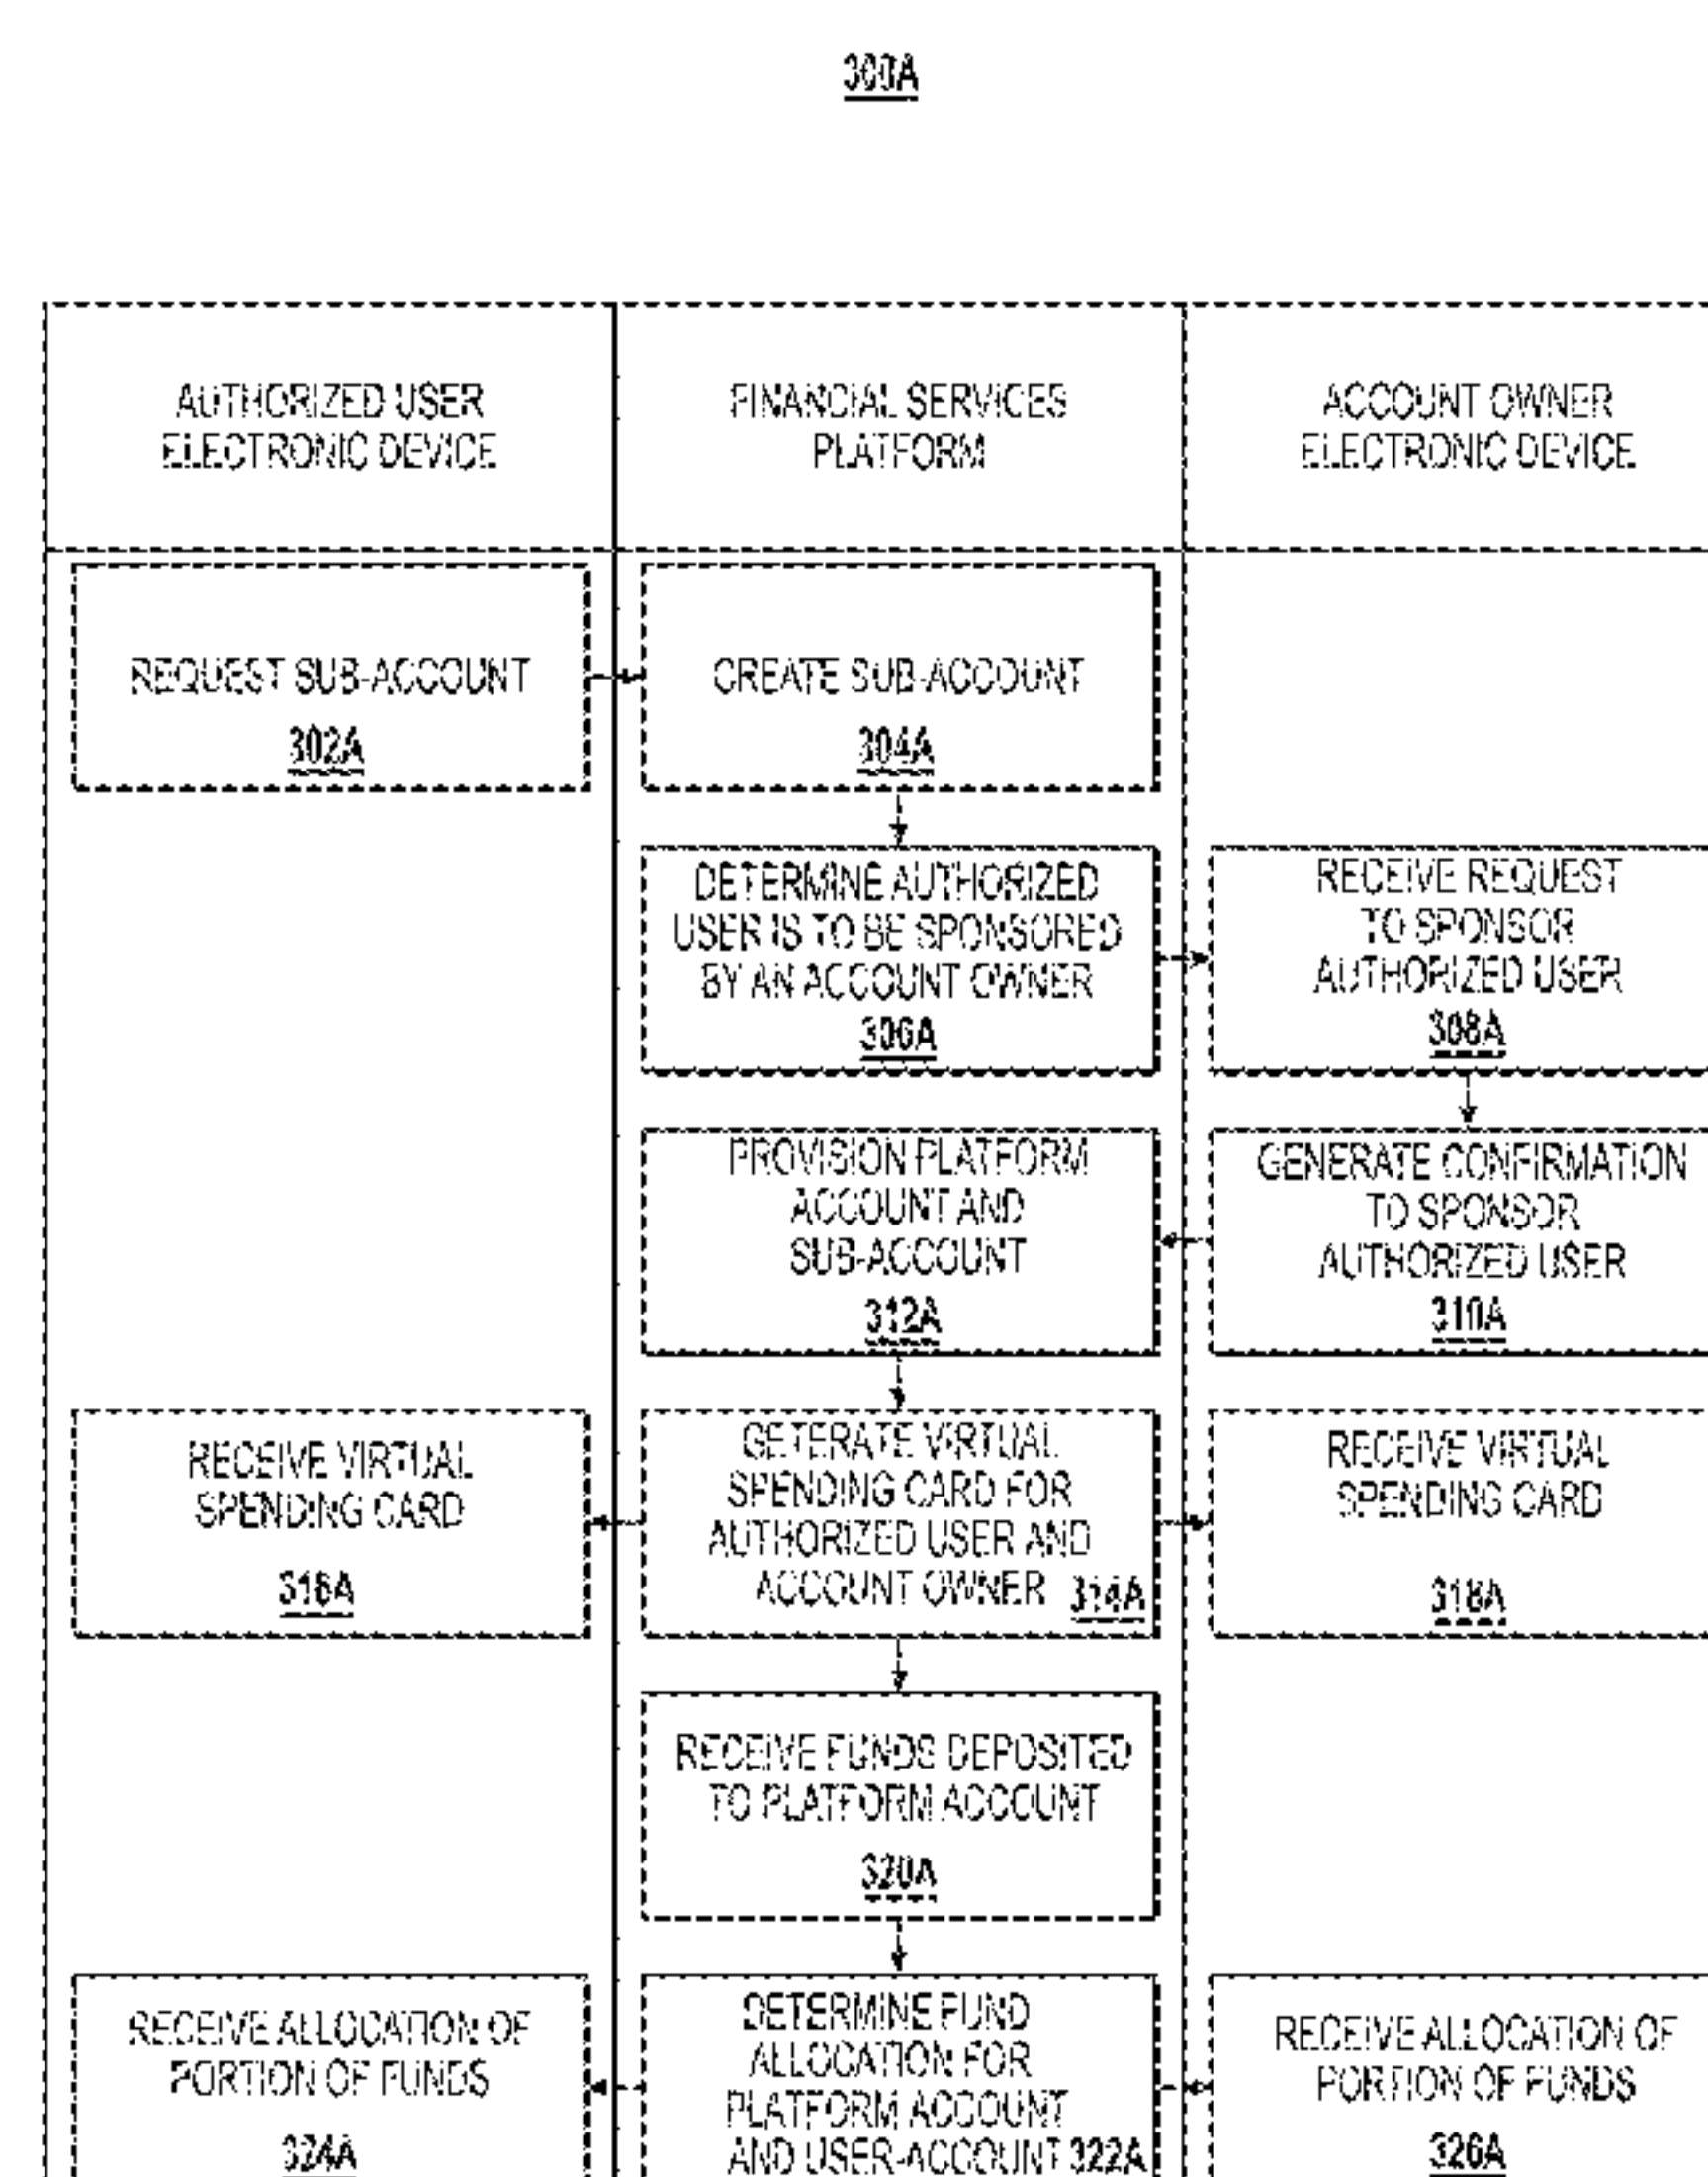 300A
AUTHORIZED USER
ELECTRONIC DEVICE
FINANCIAL SERVICES
PLATFORM
ACCOUNT OWNER
ELECTRONIC DEVICE
REQUEST SUB-ACCOUNT
302A
CREATE SUB-ACCOUNT
304A
DETERMINE AUTHORIZED
USER IS TO BE SPONSORED
BY AN ACCOUNT OWNER
306A
RECEIVE REQUEST
TO SPONSOR
AUTHORIZED USER
308A
PROVISION PLATFORM
ACCOUNT AND
SUB-ACCOUNT
312A
GENERATE CONFIRMATION
TO SPONSOR
AUTHORIZED USER
310A
RECEIVE VIRTUAL
SPENDING CARD
316A
GETERATE VIRTUAL
SPENDING CARD FOR
AUTHORIZED USER AND
ACCOUNT OWNER 314A
RECEIVE VIRTUAL
SPENDING CARD
318A
RECEIVE FUNDS DEPOSITED
TO PLATFORM ACCOUNT
320A
RECEIVE ALLOCATION OF
PORTION OF FUNDS
324A
DETERMINE FUND
ALLOCATION FOR
PLATFORM ACCOUNT
AND USER-ACCOUNT 322A
RECEIVE ALLOCATION OF
PORTION OF FUNDS
326A